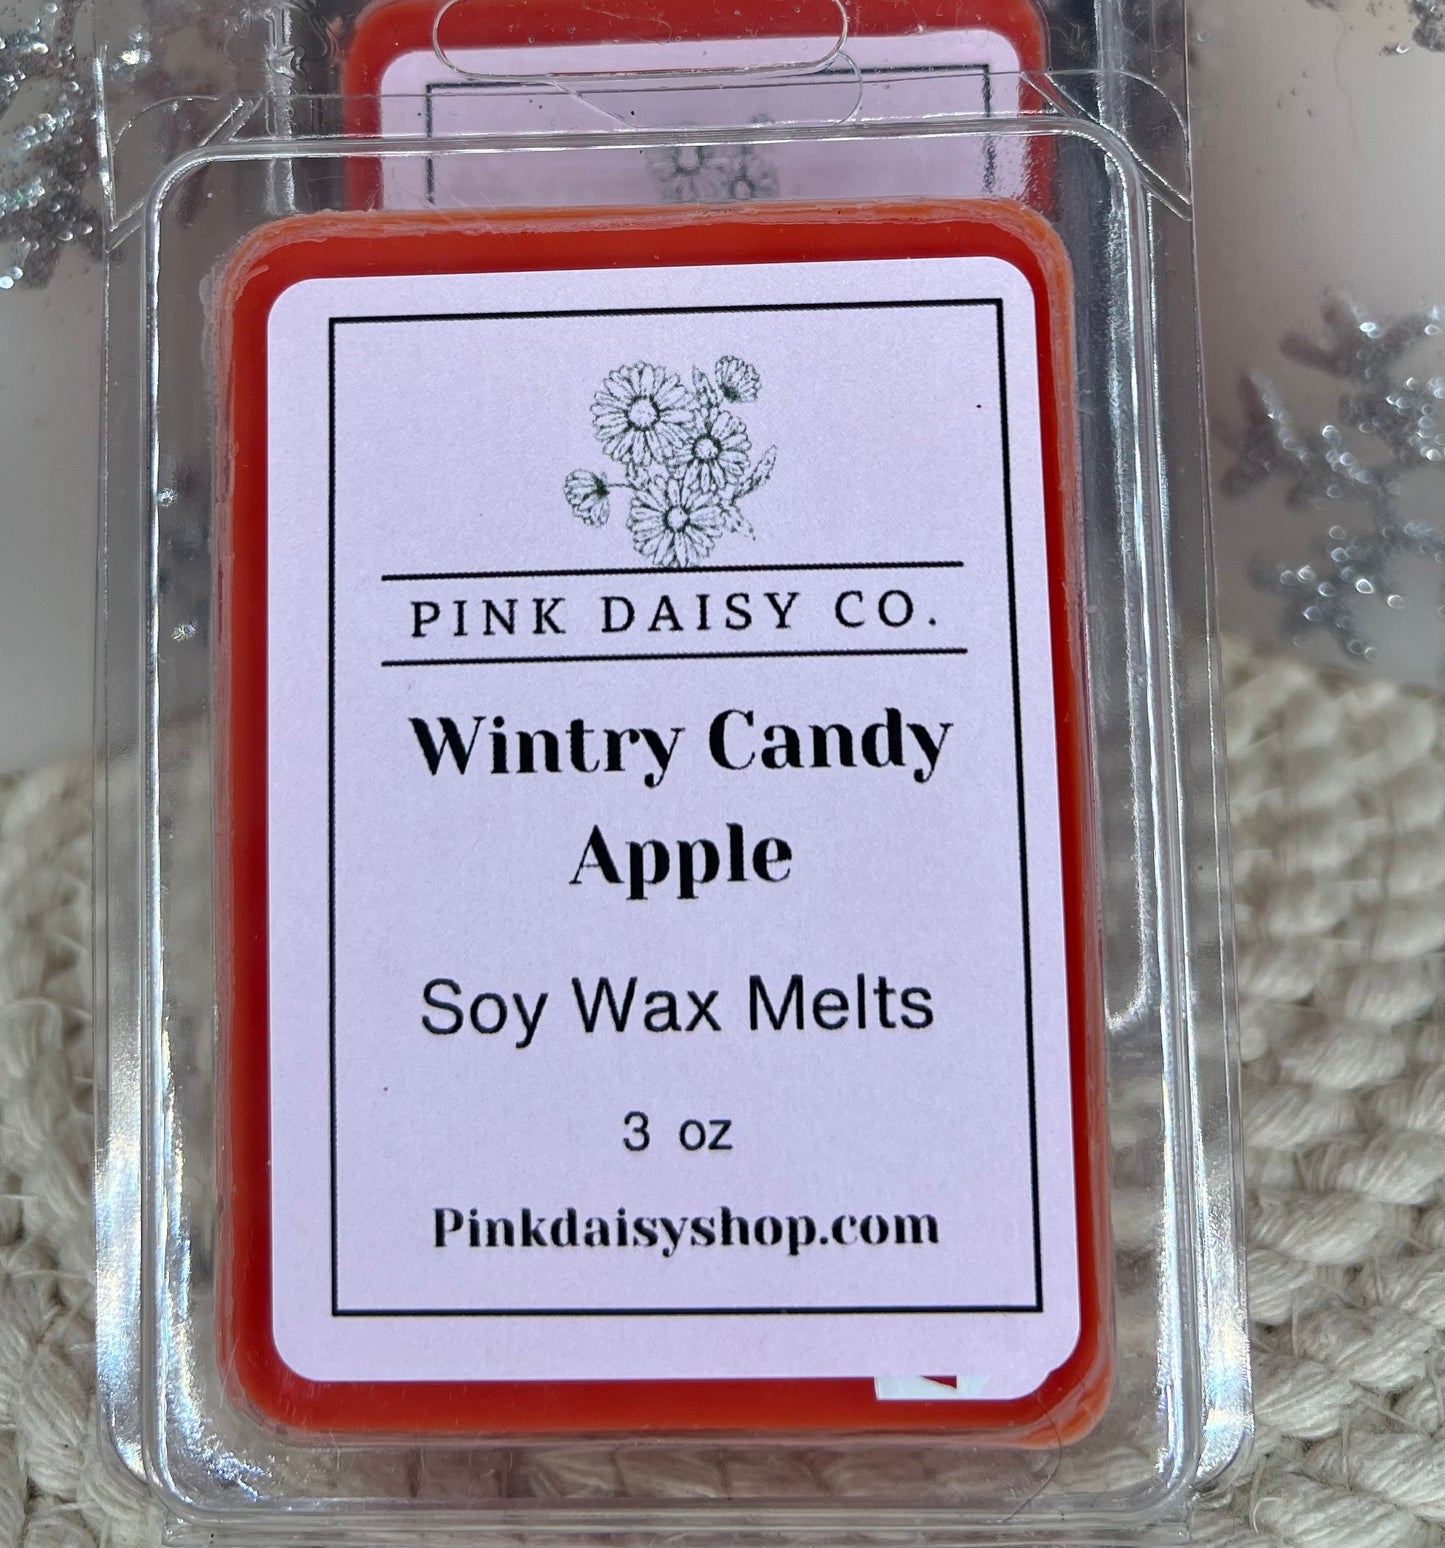 PINK DAISY CO.
Wintry Candy
Apple
Soy Wax Melts
3 oz
Pinkdaisyshop.com